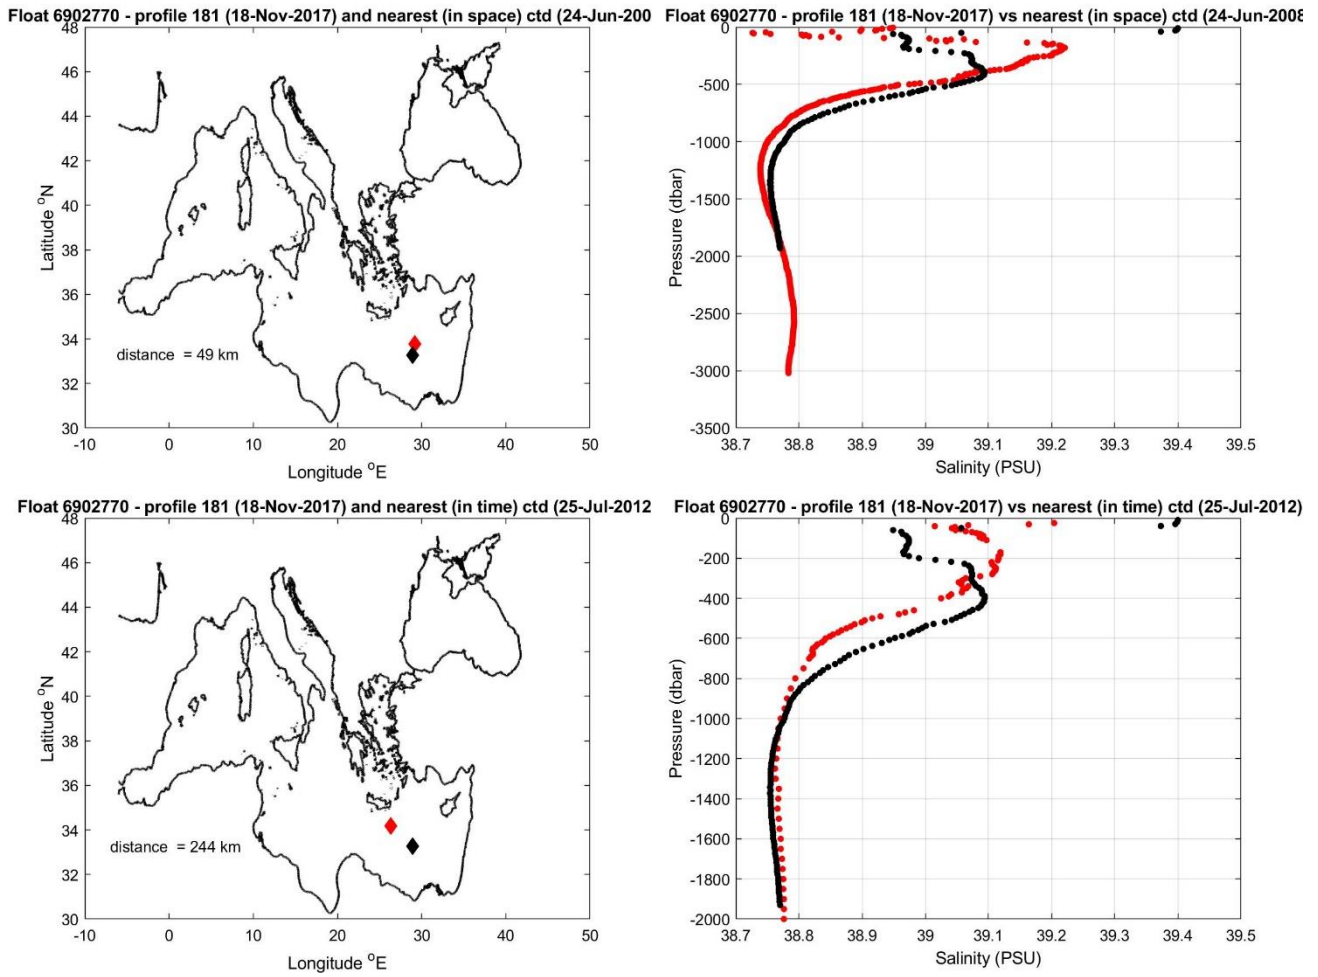 Float 6902770 - profile 181 (18-Nov-2017) and nearest (in space) ctd (24-Jun-200
48
46
44
42
40
38
36
34
32
30
Latitude °N
distance = 49 km
-10 0 10 20 30 40 50
Longitude °E
Float 6902770 - profile 181 (18-Nov-2017) vs nearest (in space) ctd (24-Jun-2008
0
-500
-1000
-1500
-2000
-2500
-3000
-3500
Pressure (dbar)
38.7 38.8 38.9 39 39.1 39.2 39.3 39.4 39.5
Salinity (PSU)
Float 6902770 - profile 181 (18-Nov-2017) and nearest (in time) ctd (25-Jul-2012
48
46
44
42
40
38
36
34
32
30
Latitude °N
distance = 244 km
-10 0 10 20 30 40 50
Longitude °E
Float 6902770 - profile 181 (18-Nov-2017) vs nearest (in time) ctd (25-Jul-2012)
0
-200
-400
-600
-800
-1000
-1200
-1400
-1600
-1800
-2000
Pressure (dbar)
38.7 38.8 38.9 39 39.1 39.2 39.3 39.4 39.5
Salinity (PSU)